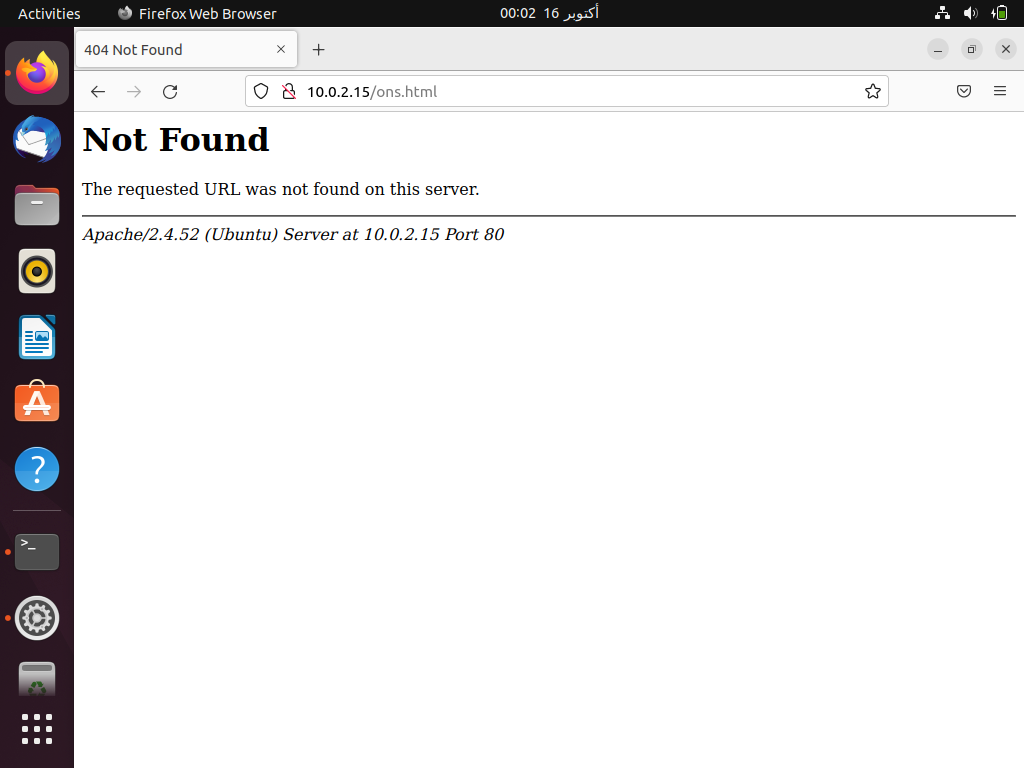 Activities
Firefox Web Browser
00:02 16 أكتوبر
404 Not Found
10.0.2.15/ons.html
Not Found
The requested URL was not found on this server.
Apache/2.4.52 (Ubuntu) Server at 10.0.2.15 Port 80